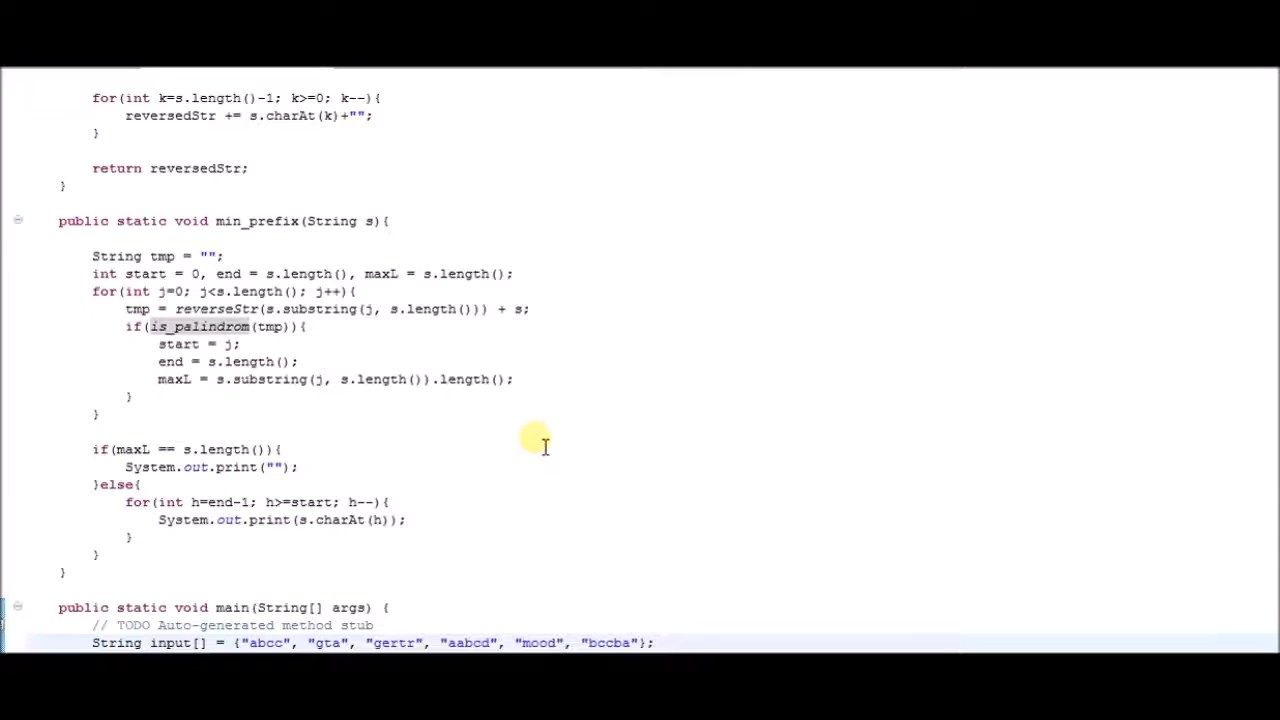 for(int k=s.length()-1; k>=0; k--){
reversedStr += s.charAt(k)+"";
}
return reversedStr;
}
public static void min_prefix(String s){
String tmp = "";
int start = 0, end = s.length(), maxL = s.length();
for(int j=0; j<s.length(); j++){
tmp = reverseStr(s.substring(j, s.length())) + s;
if(is_palindrom(tmp)){
start = j;
end = s.length();
maxL = s.substring(j, s.length()).length();
}
}
if(maxL == s.length()){
System.out.print("");
}else{
for(int h=end-1; h>=start; h--){
System.out.print(s.charAt(h));
}
}
}
public static void main(String[] args) {
// TODO Auto-generated method stub
String input[] = {"abcc", "gta", "gertr", "aabcd", "mood", "bccba"};